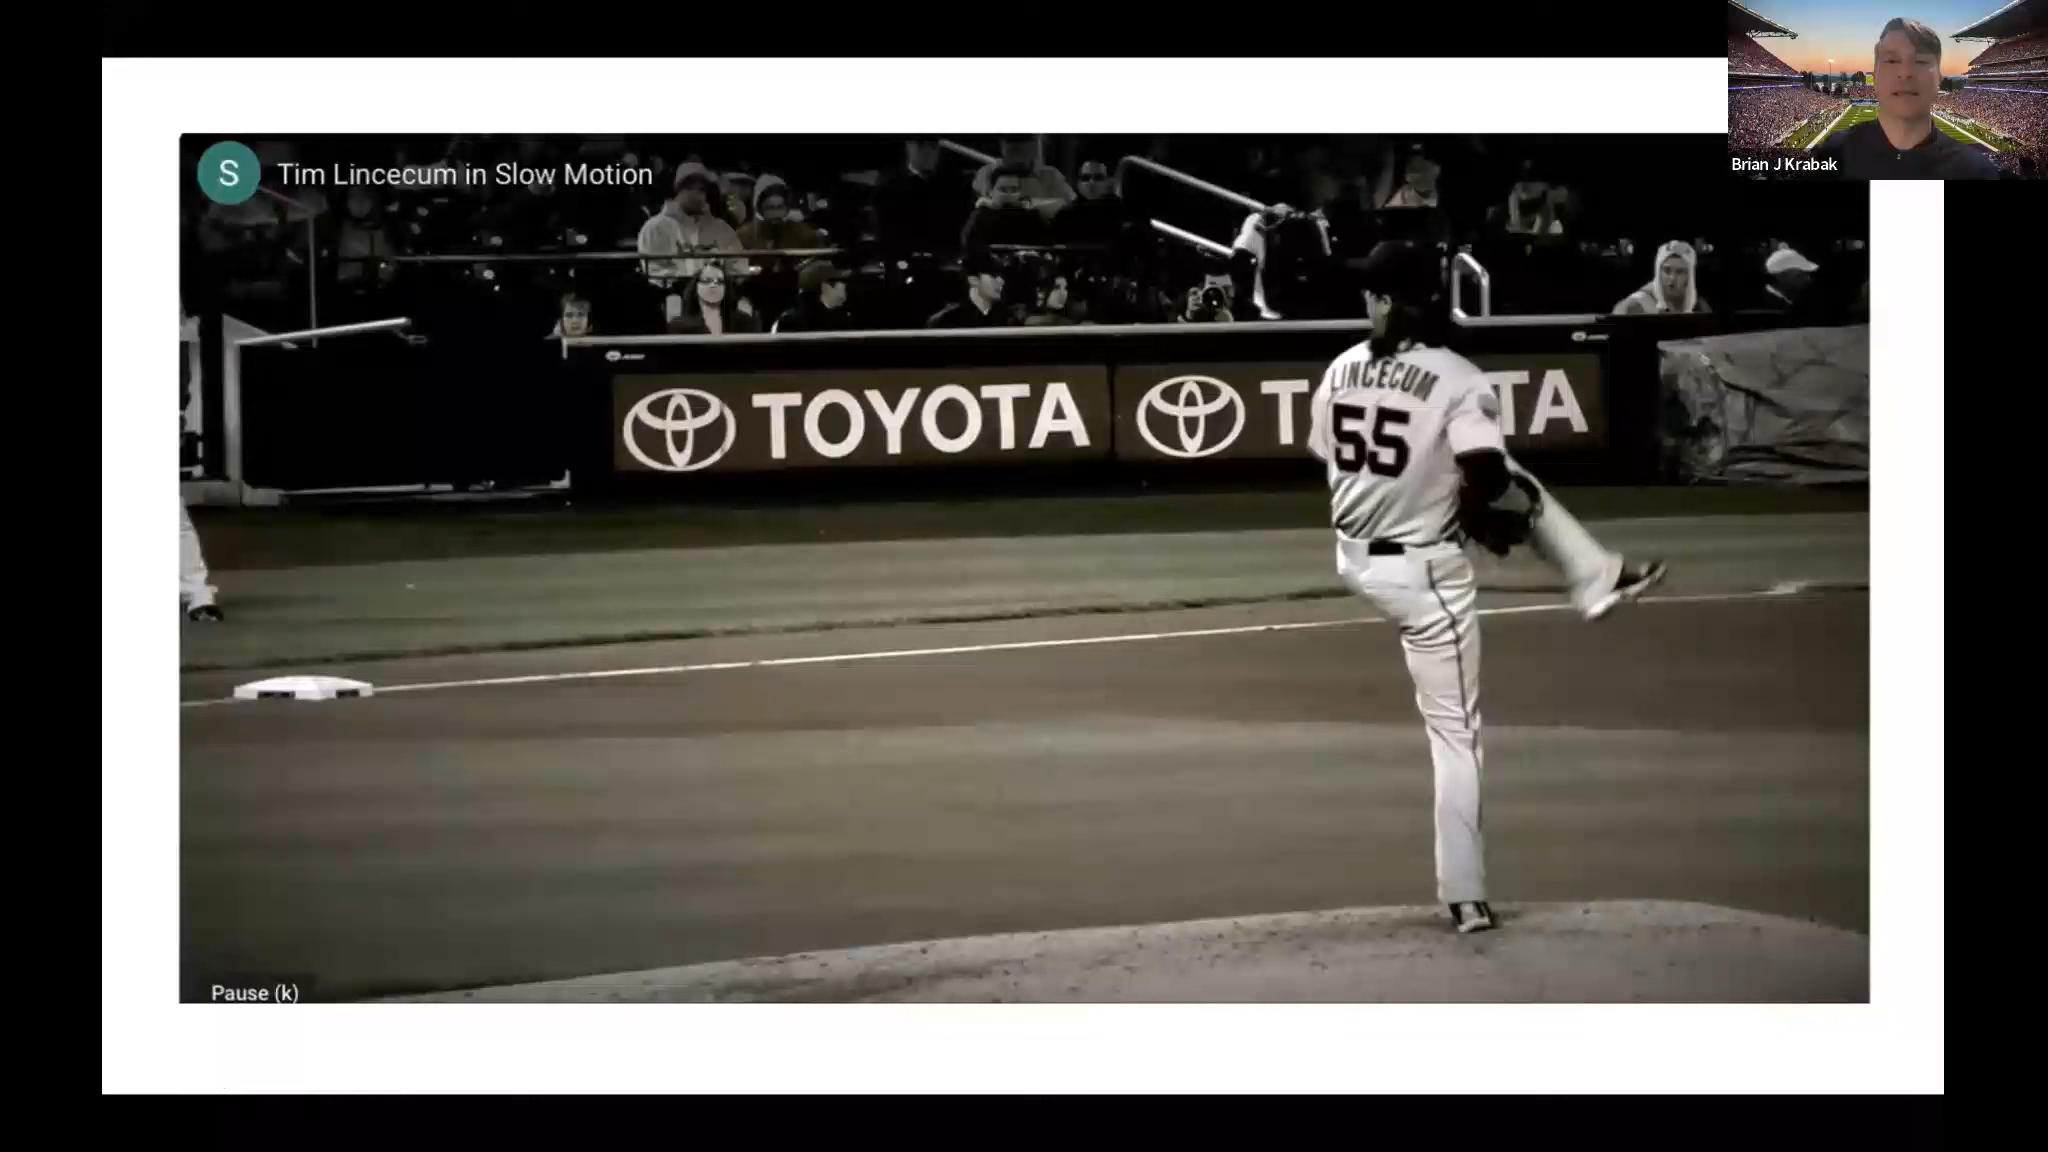 Brian J Krabak
S
Tim Lincecum in Slow Motion
TOYOTA
T TA
LINCECUM
55
Pause (k)